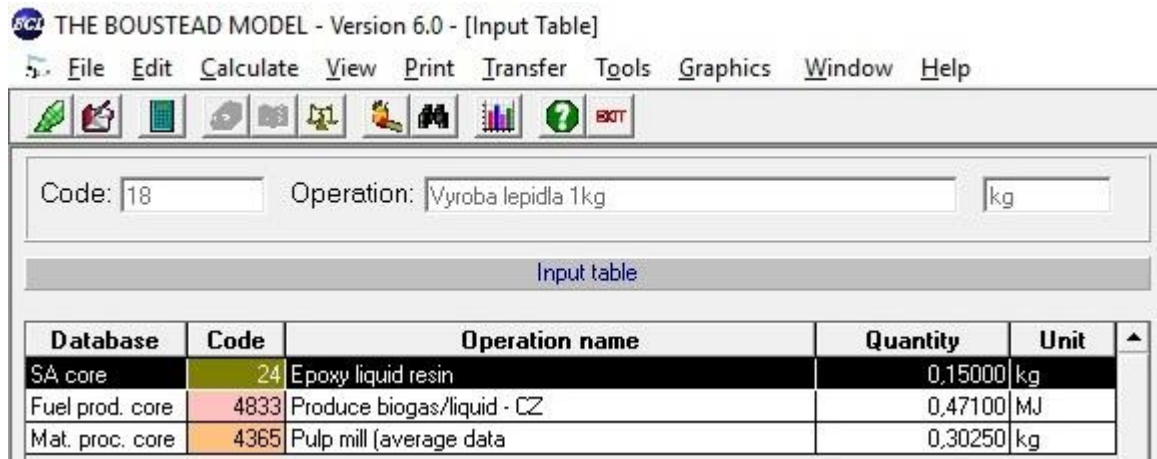 BCL THE BOUSTEAD MODEL - Version 6.0 - [Input Table]
File Edit Calculate View Print Transfer Tools Graphics Window Help
EXIT
Code: 18 Operation: Vyroba lepidla 1kg kg
Input table
Database Code Operation name Quantity Unit
SA core 24 Epoxy liquid resin 0,15000 kg
Fuel prod. core 4833 Produce biogas/liquid - CZ 0,47100 MJ
Mat. proc. core 4365 Pulp mill (average data 0,30250 kg